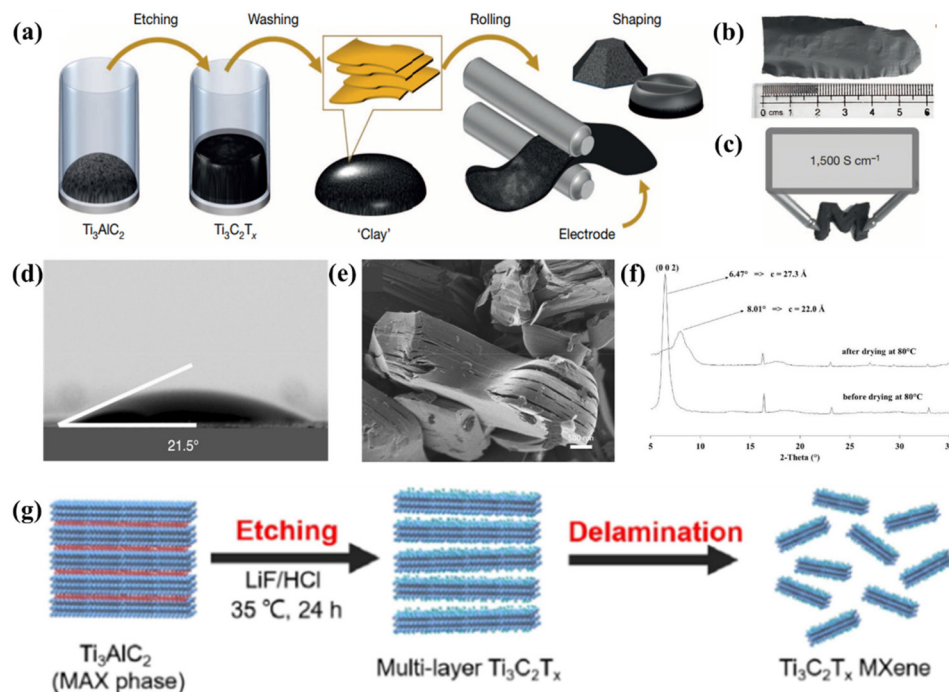 (a)
Etching
Washing
Rolling
Shaping
Ti₃AlC₂
Ti₃C₂Tₓ
'Clay'
Electrode
(b)
0 cms 1 2 3 4 5 6
(c)
1,500 S cm⁻¹
(d)
21.5°
(e)
(f)
(0 0 2)
6.47° => c = 27.3 Å
8.01° => c = 22.0 Å
after drying at 80°C
before drying at 80°C
5 10 15 20 25 30
2-Theta (°)
(g)
Etching
LiF/HCl
35 ℃, 24 h
Delamination
Ti₃AlC₂
(MAX phase)
Multi-layer Ti₃C₂Tₓ
Ti₃C₂Tₓ MXene